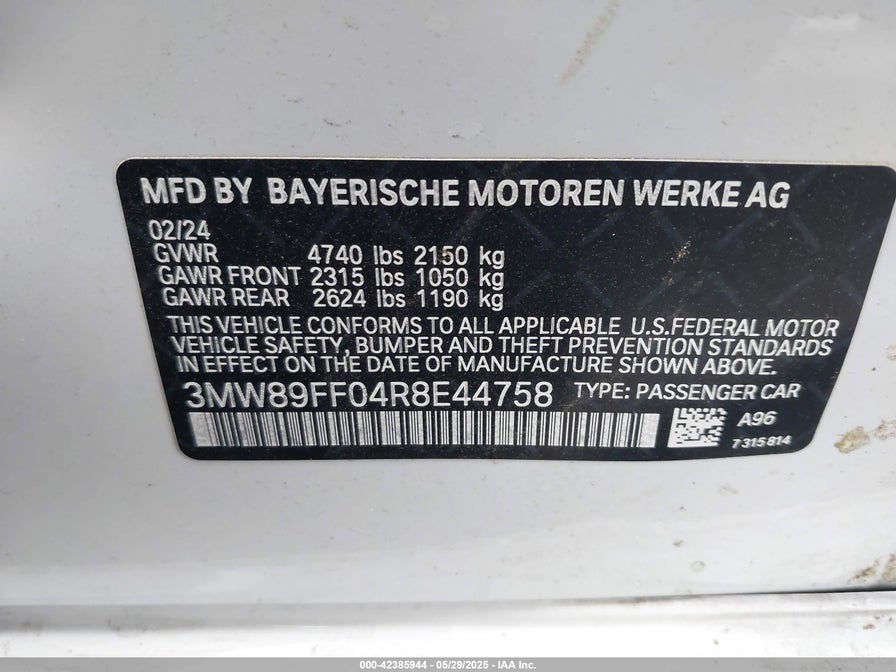 MFD BY BAYERISCHE MOTOREN WERKE AG
02/24
GVWR 4740 lbs 2150 kg
GAWR FRONT 2315 lbs 1050 kg
GAWR REAR 2624 lbs 1190 kg
THIS VEHICLE CONFORMS TO ALL APPLICABLE U.S.FEDERAL MOTOR
VEHICLE SAFETY, BUMPER AND THEFT PREVENTION STANDARDS
IN EFFECT ON THE DATE OF MANUFACTURE SHOWN ABOVE.
3MW89FF04R8E44758 TYPE: PASSENGER CAR
A96
7315814
000-42385944 - 05/29/2025 - IAA Inc.